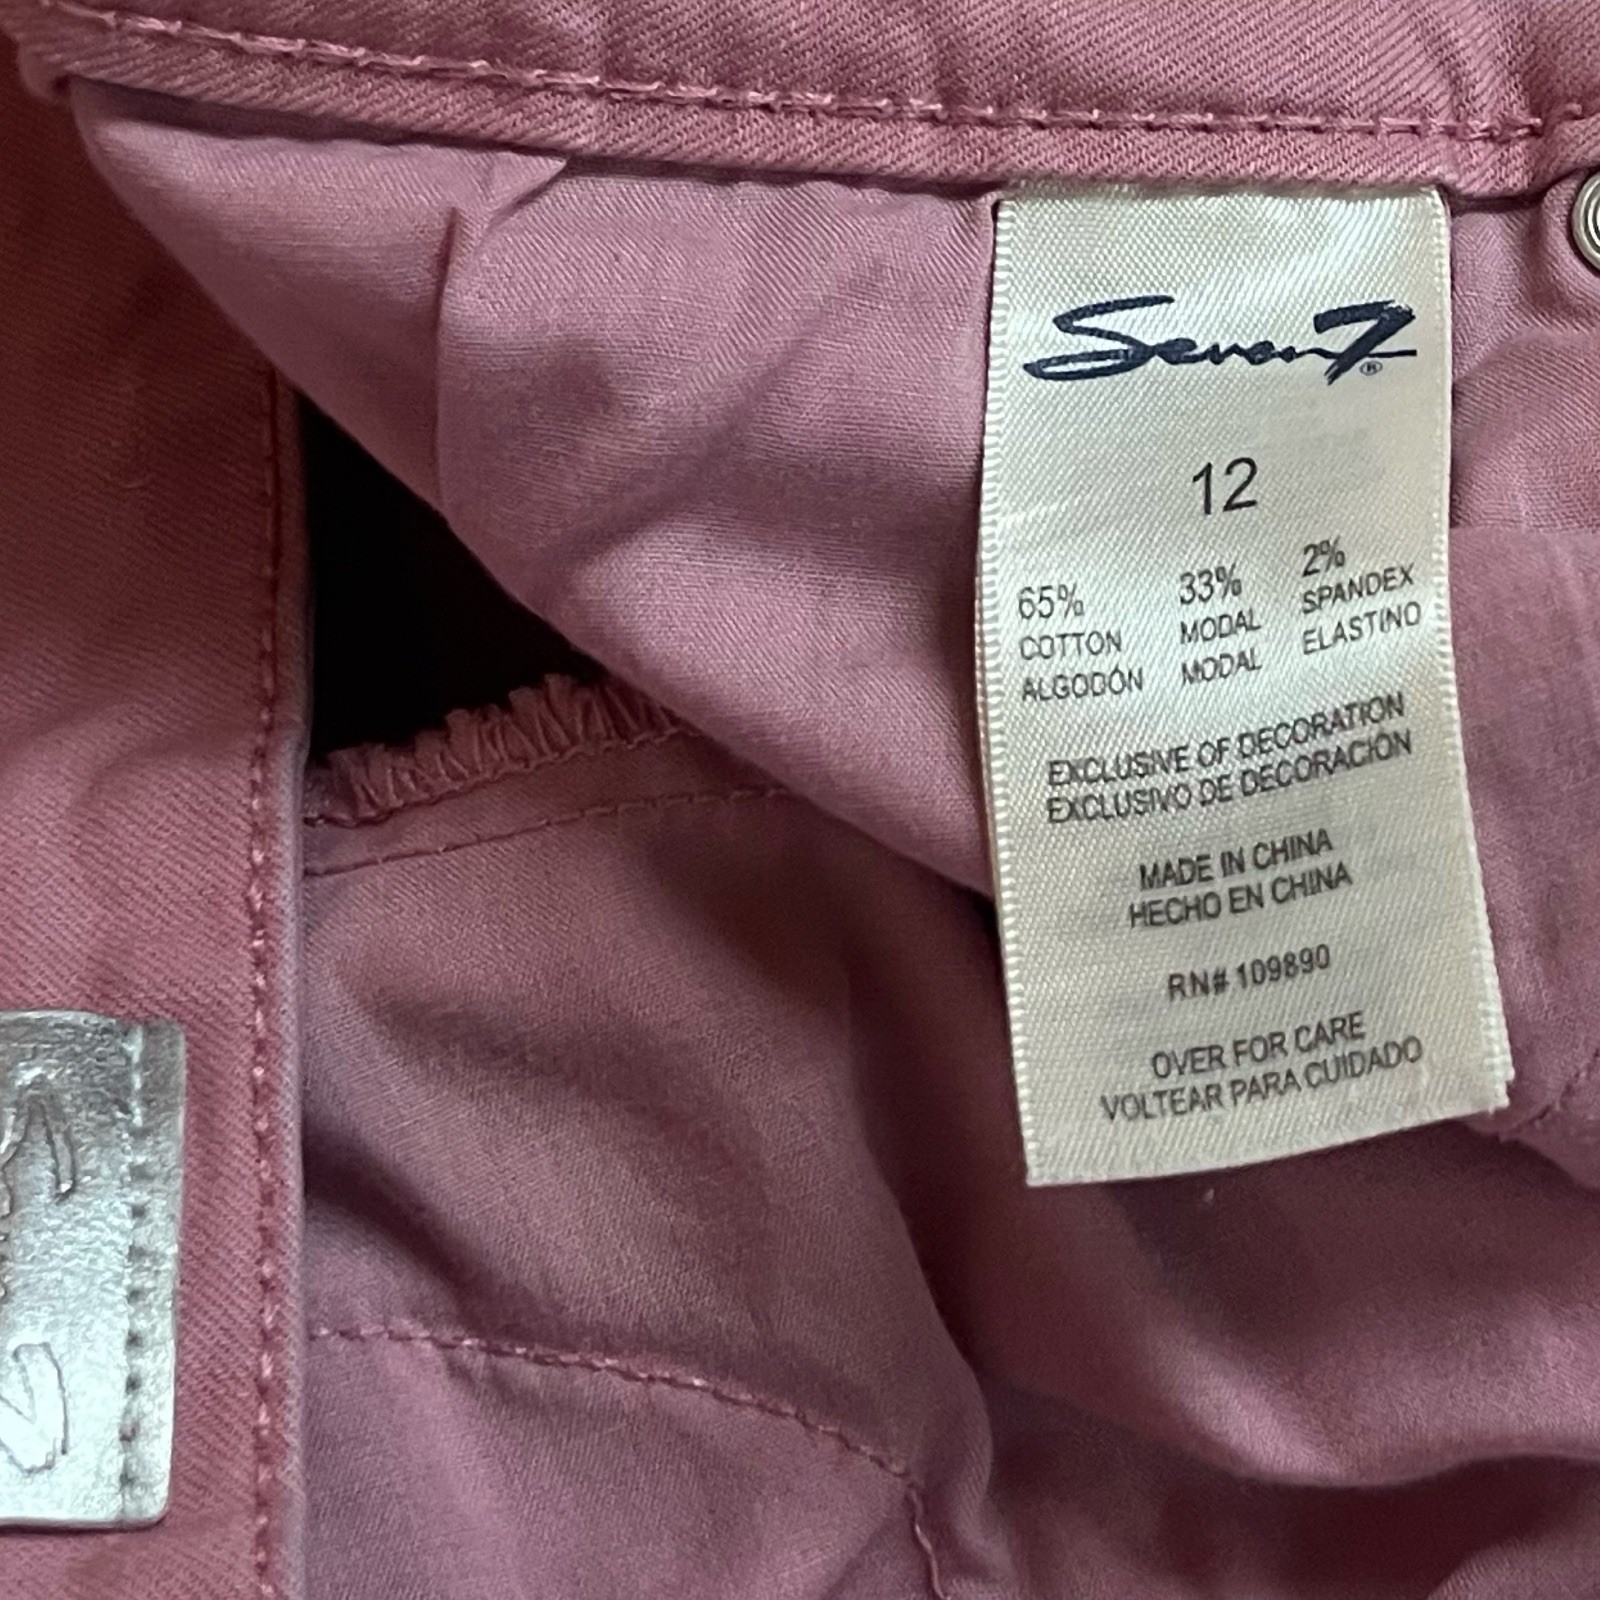 Seven7®
12
65% 33% 2%
COTTON MODAL SPANDEX
ALGODÓN MODAL ELASTINO
EXCLUSIVE OF DECORATION
EXCLUSIVO DE DECORACIÓN
MADE IN CHINA
HECHO EN CHINA
RN# 109890
OVER FOR CARE
VOLTEAR PARA CUIDADO